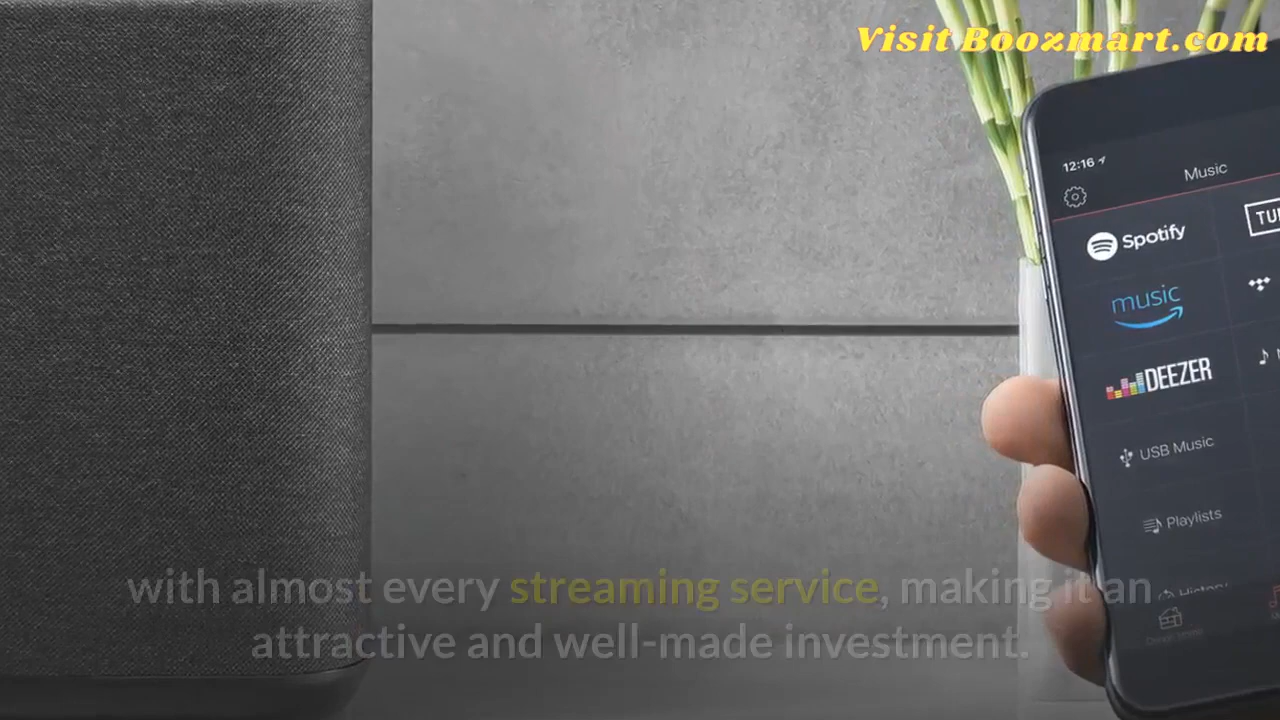 Visit Boozmart.com
12:16
Music
Spotify
music
DEEZER
USB Music
Playlists
History
with almost every streaming service, making it an
attractive and well-made investment.